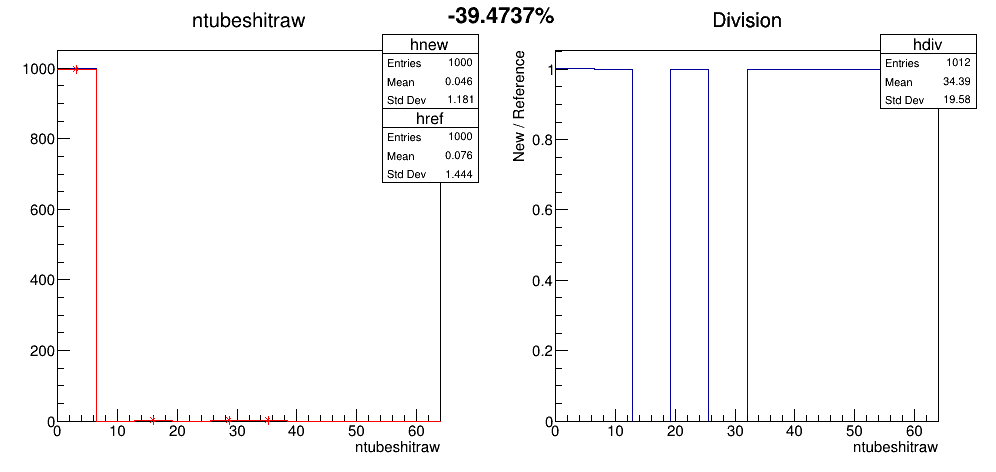 -39.4737%
ntubeshitraw
hnew
Entries 1000
Mean 0.046
Std Dev 1.181
href
Entries 1000
Mean 0.076
Std Dev 1.444
1000
800
600
400
200
0
0 10 20 30 40 50 60
ntubeshitraw
Division
hdiv
Entries 1012
Mean 34.39
Std Dev 19.58
New / Reference
1
0.8
0.6
0.4
0.2
0
0 10 20 30 40 50 60
ntubeshitraw